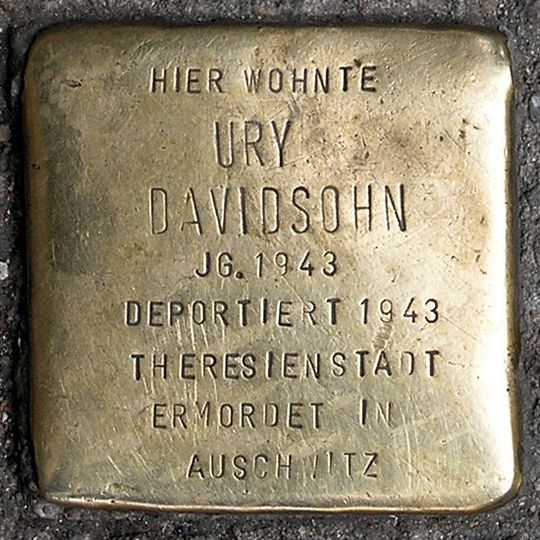 HIER WOHNTE
URY
DAVIDSOHN
JG. 1943
DEPORTIERT 1943
THERESIENSTADT
ERMORDET IN
AUSCHWITZ